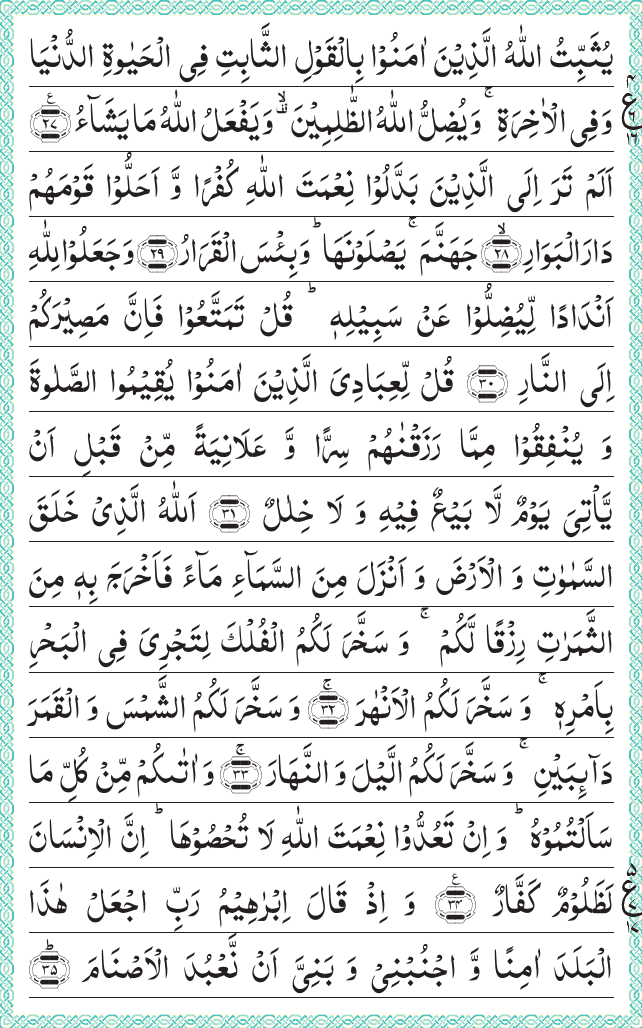 يُثَبِّتُ اللّٰهُ الَّذِيۡنَ اٰمَنُوۡا بِالۡقَوۡلِ الثَّابِتِ فِى الۡحَيٰوةِ الدُّنۡيَا
وَفِى الۡاٰخِرَةِ ‌ۚ وَيُضِلُّ اللّٰهُ الظّٰلِمِيۡنَ ‌ۙ وَيَفۡعَلُ اللّٰهُ مَا يَشَآءُ ﴿۲۷﴾
اَلَمۡ تَرَ اِلَى الَّذِيۡنَ بَدَّلُوۡا نِعۡمَتَ اللّٰهِ كُفۡرًا وَّ اَحَلُّوۡا قَوۡمَهُمۡ
دَارَ الۡبَوَارِۙ ﴿۲۸﴾ جَهَنَّمَ ‌ۚ يَصۡلَوۡنَهَا‌ ؕ وَبِئۡسَ الۡقَرَارُ ﴿۲۹﴾ وَجَعَلُوۡا لِلّٰهِ
اَنۡدَادًا لِّيُضِلُّوۡا عَنۡ سَبِيۡلِهٖ‌ ؕ قُلۡ تَمَتَّعُوۡا فَاِنَّ مَصِيۡرَكُمۡ
اِلَى النَّارِ ﴿۳۰﴾ قُلۡ لِّعِبَادِىَ الَّذِيۡنَ اٰمَنُوۡا يُقِيۡمُوا الصَّلٰوةَ
وَ يُنۡفِقُوۡا مِمَّا رَزَقۡنٰهُمۡ سِرًّا وَّ عَلَانِيَةً مِّنۡ قَبۡلِ اَنۡ
يَّاۡتِىَ يَوۡمٌ لَّا بَيۡعٌ فِيۡهِ وَ لَا خِلٰلٌ ﴿۳۱﴾ اَللّٰهُ الَّذِىۡ خَلَقَ
السَّمٰوٰتِ وَ الۡاَرۡضَ وَ اَنۡزَلَ مِنَ السَّمَآءِ مَآءً فَاَخۡرَجَ بِهٖ مِنَ
الثَّمَرٰتِ رِزۡقًا لَّكُمۡ‌ ۚ وَ سَخَّرَ لَكُمُ الۡفُلۡكَ لِتَجۡرِىَ فِى الۡبَحۡرِ
بِاَمۡرِهٖ‌ ۚ وَ سَخَّرَ لَكُمُ الۡاَنۡهٰرَ‌ۚ ﴿۳۲﴾ وَ سَخَّرَ لَكُمُ الشَّمۡسَ وَ الۡقَمَرَ
دَآٮِٕبَيۡنِ‌ ۚ وَ سَخَّرَ لَكُمُ الَّيۡلَ وَ النَّهَارَ‌ۚ ﴿۳۳﴾ وَ اٰتٰٮكُمۡ مِّنۡ كُلِّ مَا
سَاَلۡتُمُوۡهُ‌ ؕ وَ اِنۡ تَعُدُّوۡا نِعۡمَتَ اللّٰهِ لَا تُحۡصُوۡهَا‌ ؕ اِنَّ الۡاِنۡسَانَ
لَظَلُوۡمٌ كَفَّارٌ ﴿۳۴﴾ وَ اِذۡ قَالَ اِبۡرٰهِيۡمُ رَبِّ اجۡعَلۡ هٰذَا
الۡبَلَدَ اٰمِنًا وَّ اجۡنُبۡنِىۡ وَ بَنِىَّ اَنۡ نَّعۡبُدَ الۡاَصۡنَامَؕ ﴿۳۵﴾